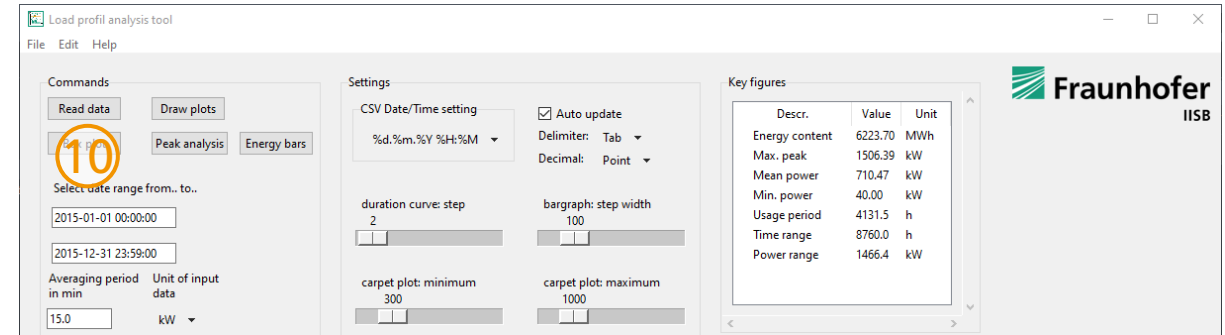 Load profil analysis tool
File Edit Help
Commands
Read data Draw plots
Box plot Peak analysis Energy bars
10
Select date range from.. to..
2015-01-01 00:00:00
2015-12-31 23:59:00
Averaging period in min
Unit of input data
15.0 kW
Settings
CSV Date/Time setting
%d.%m.%Y %H:%M
Auto update
Delimiter: Tab
Decimal: Point
duration curve: step
2
bargraph: step width
100
carpet plot: minimum
300
carpet plot: maximum
1000
Key figures
Descr. Value Unit
Energy content 6223.70 MWh
Max. peak 1506.39 kW
Mean power 710.47 kW
Min. power 40.00 kW
Usage period 4131.5 h
Time range 8760.0 h
Power range 1466.4 kW
Fraunhofer
IISB